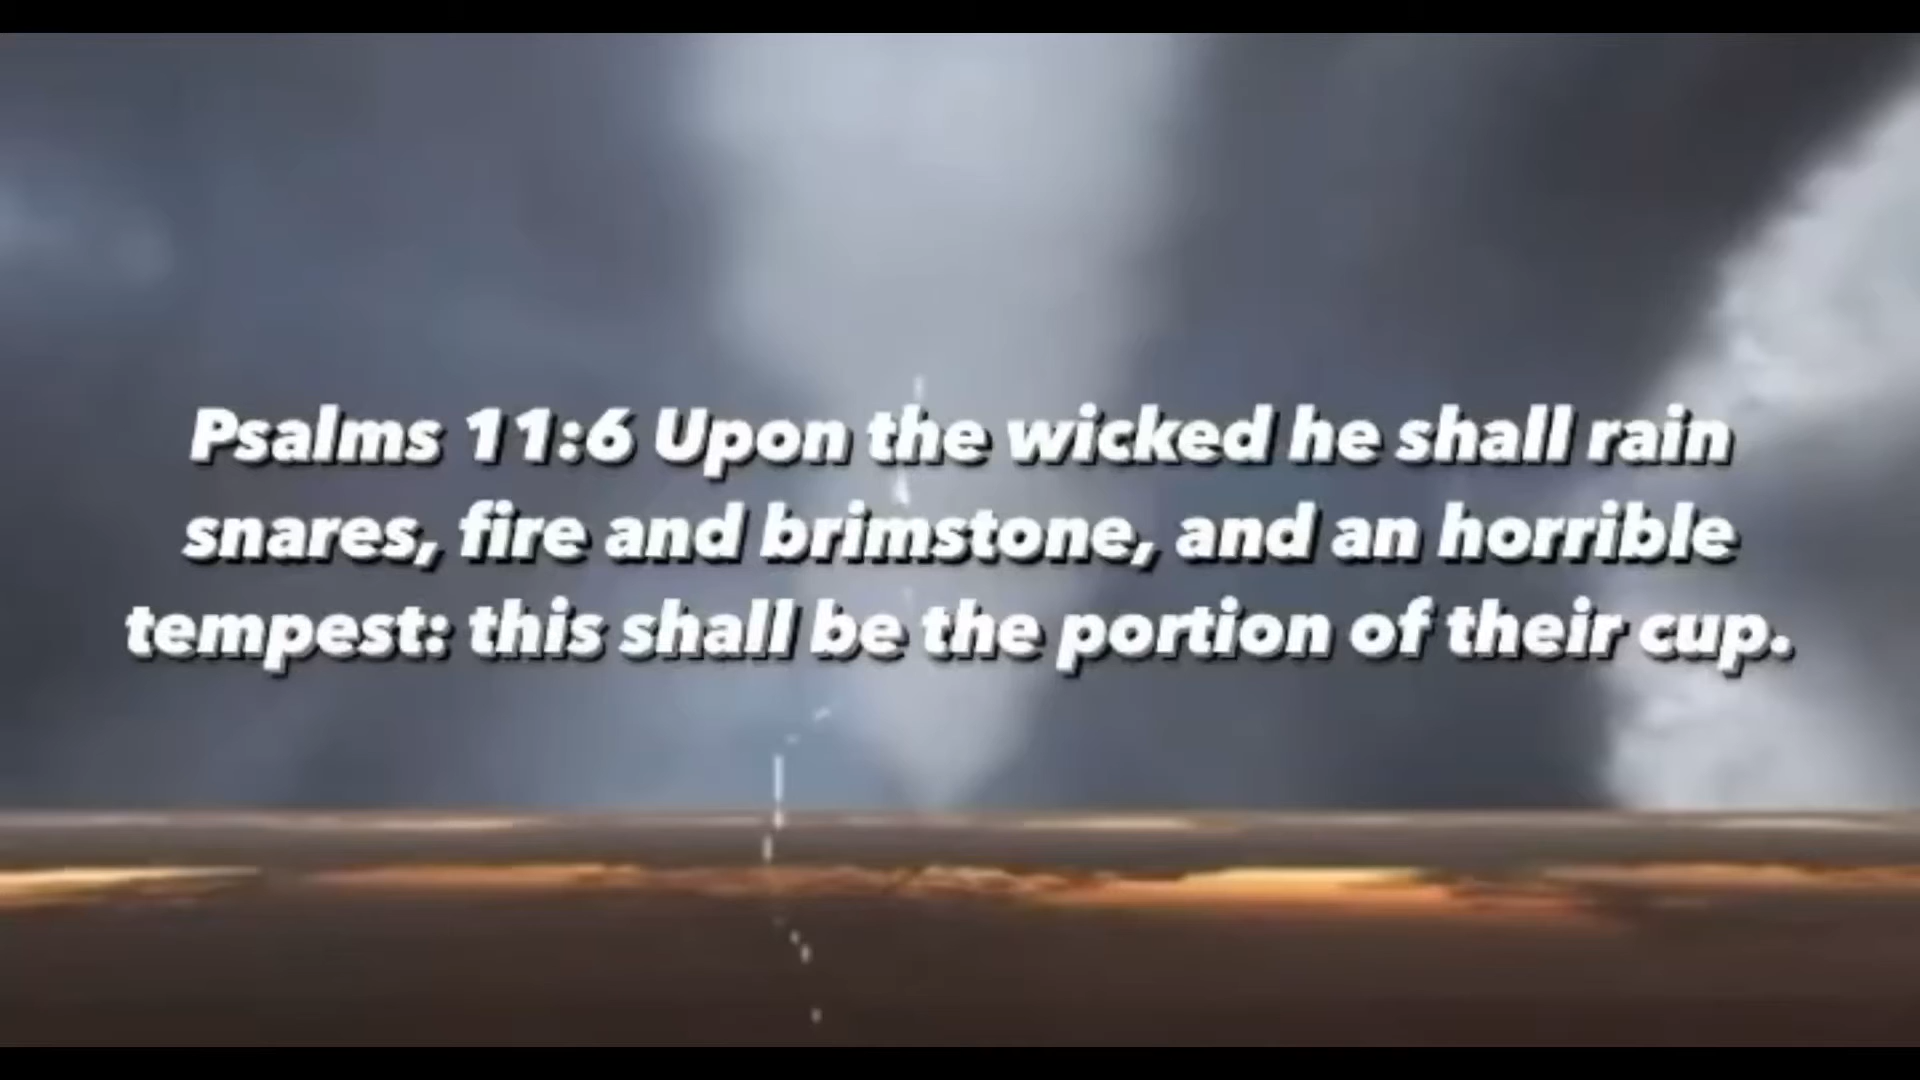 Psalms 11:6 Upon the wicked he shall rain
snares, fire and brimstone, and an horrible
tempest: this shall be the portion of their cup.